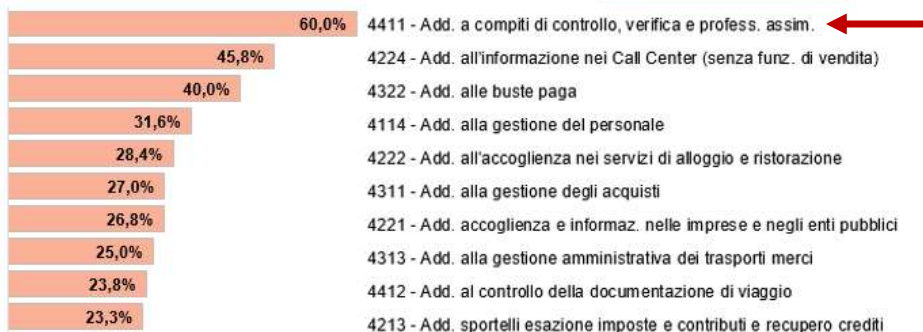 60,0% 4411 - Add. a compiti di controllo, verifica e profess. assim.
45,8% 4224 - Add. all'informazione nei Call Center (senza funz. di vendita)
40,0% 4322 - Add. alle buste paga
31,6% 4114 - Add. alla gestione del personale
28,4% 4222 - Add. all'accoglienza nei servizi di alloggio e ristorazione
27,0% 4311 - Add. alla gestione degli acquisti
26,8% 4221 - Add. accoglienza e informaz. nelle imprese e negli enti pubblici
25,0% 4313 - Add. alla gestione amministrativa dei trasporti merci
23,8% 4412 - Add. al controllo della documentazione di viaggio
23,3% 4213 - Add. sportelli esazione imposte e contributi e recupero crediti